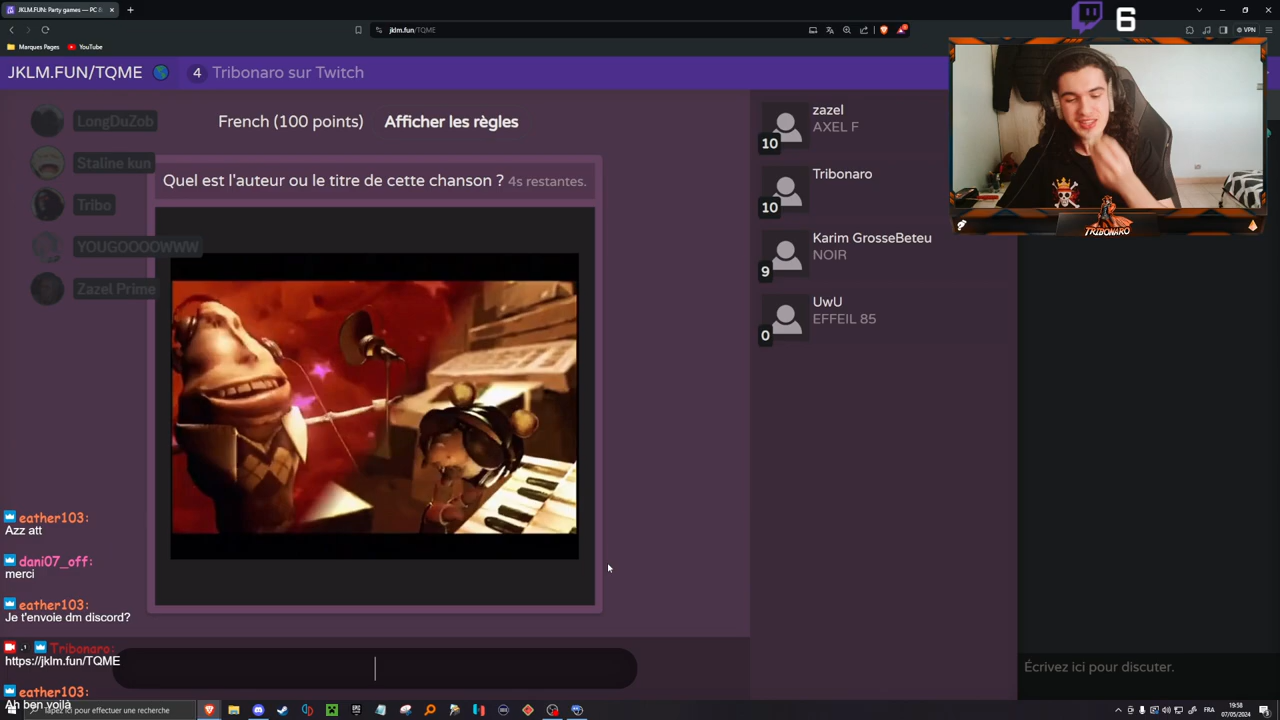 JKLM.FUN: Party games — PC 6
jklm.fun/TQME
VPN
Marques Pages
YouTube
6
JKLM.FUN/TQME
4
Tribonaro sur Twitch
LongDuZob
Staline kun
Tribo
YOUGOOOOWWW
Zazel Prime
French (100 points)
Afficher les règles
Quel est l'auteur ou le titre de cette chanson ? 4s restantes.
zazel
AXEL F
10
Tribonaro
10
Karim GrosseBeteu
NOIR
9
UwU
EFFEIL 85
0
TRIBONARO
eather103:
Azz att
dani07_off:
merci
eather103:
Je t'envoie dm discord?
Tribonaro:
https://jklm.fun/TQME
eather103:
Ah ben voilà
Écrivez ici pour discuter.
Tapez ici pour effectuer une recherche
FRA
19:58
07/05/2024